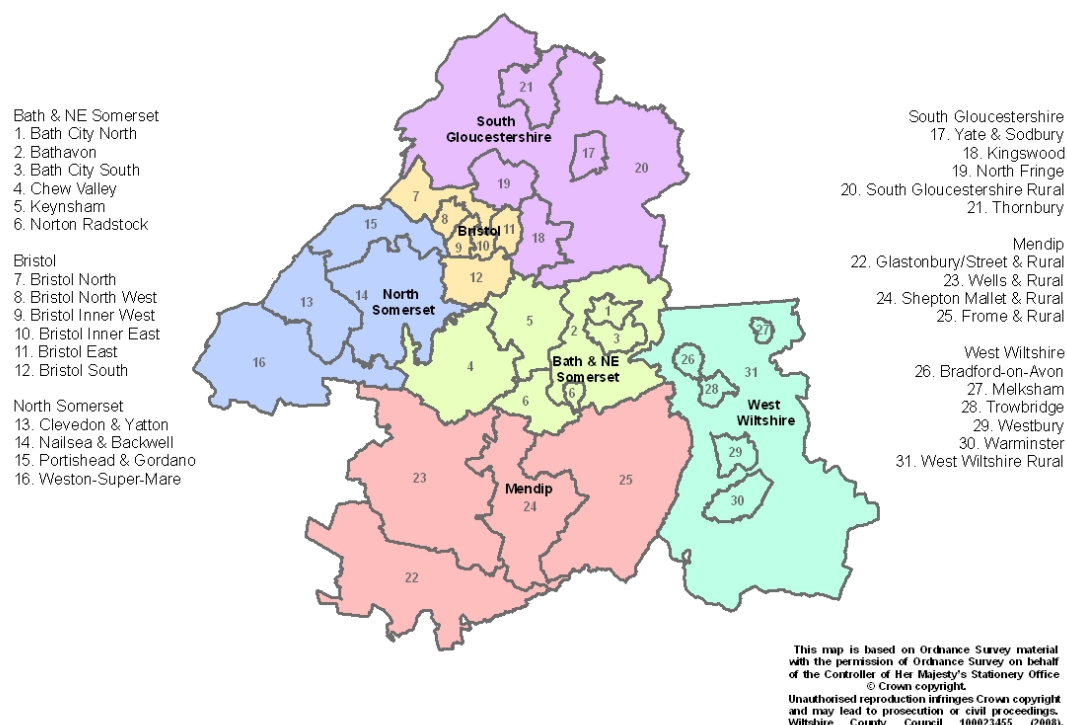 Bath & NE Somerset
1. Bath City North
2. Bathavon
3. Bath City South
4. Chew Valley
5. Keynsham
6. Norton Radstock
Bristol
7. Bristol North
8. Bristol North West
9. Bristol Inner West
10. Bristol Inner East
11. Bristol East
12. Bristol South
North Somerset
13. Clevedon & Yatton
14. Nailsea & Backwell
15. Portishead & Gordano
16. Weston-Super-Mare
21
South
Gloucestershire
17
20
19
7
18
8
Bristol
11
9
10
12
15
13
14
North
Somerset
16
5
2
1
3
4
Bath & NE
Somerset
6
6
27
26
31
28
West
Wiltshire
29
30
23
Mendip
24
25
22
South Gloucestershire
17. Yate & Sodbury
18. Kingswood
19. North Fringe
20. South Gloucestershire Rural
21. Thornbury
Mendip
22. Glastonbury/Street & Rural
23. Wells & Rural
24. Shepton Mallet & Rural
25. Frome & Rural
West Wiltshire
26. Bradford-on-Avon
27. Melksham
28. Trowbridge
29. Westbury
30. Warminster
31. West Wiltshire Rural
This map is based on Ordnance Survey material
with the permission of Ordnance Survey on behalf
of the Controller of Her Majesty's Stationery Office
© Crown copyright.
Unauthorised reproduction infringes Crown copyright
and may lead to prosecution or civil proceedings.
Wiltshire County Council 100023455 (2008).